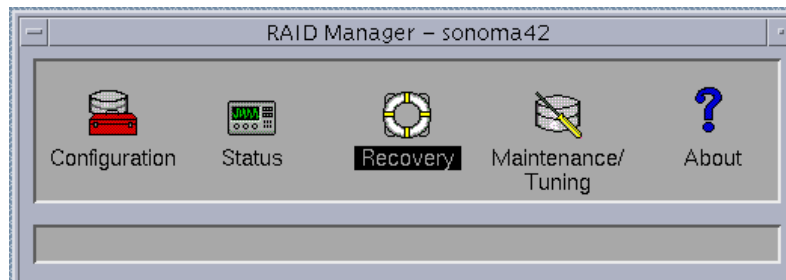 RAID Manager – sonoma42
Configuration
Status
Recovery
Maintenance/
Tuning
About